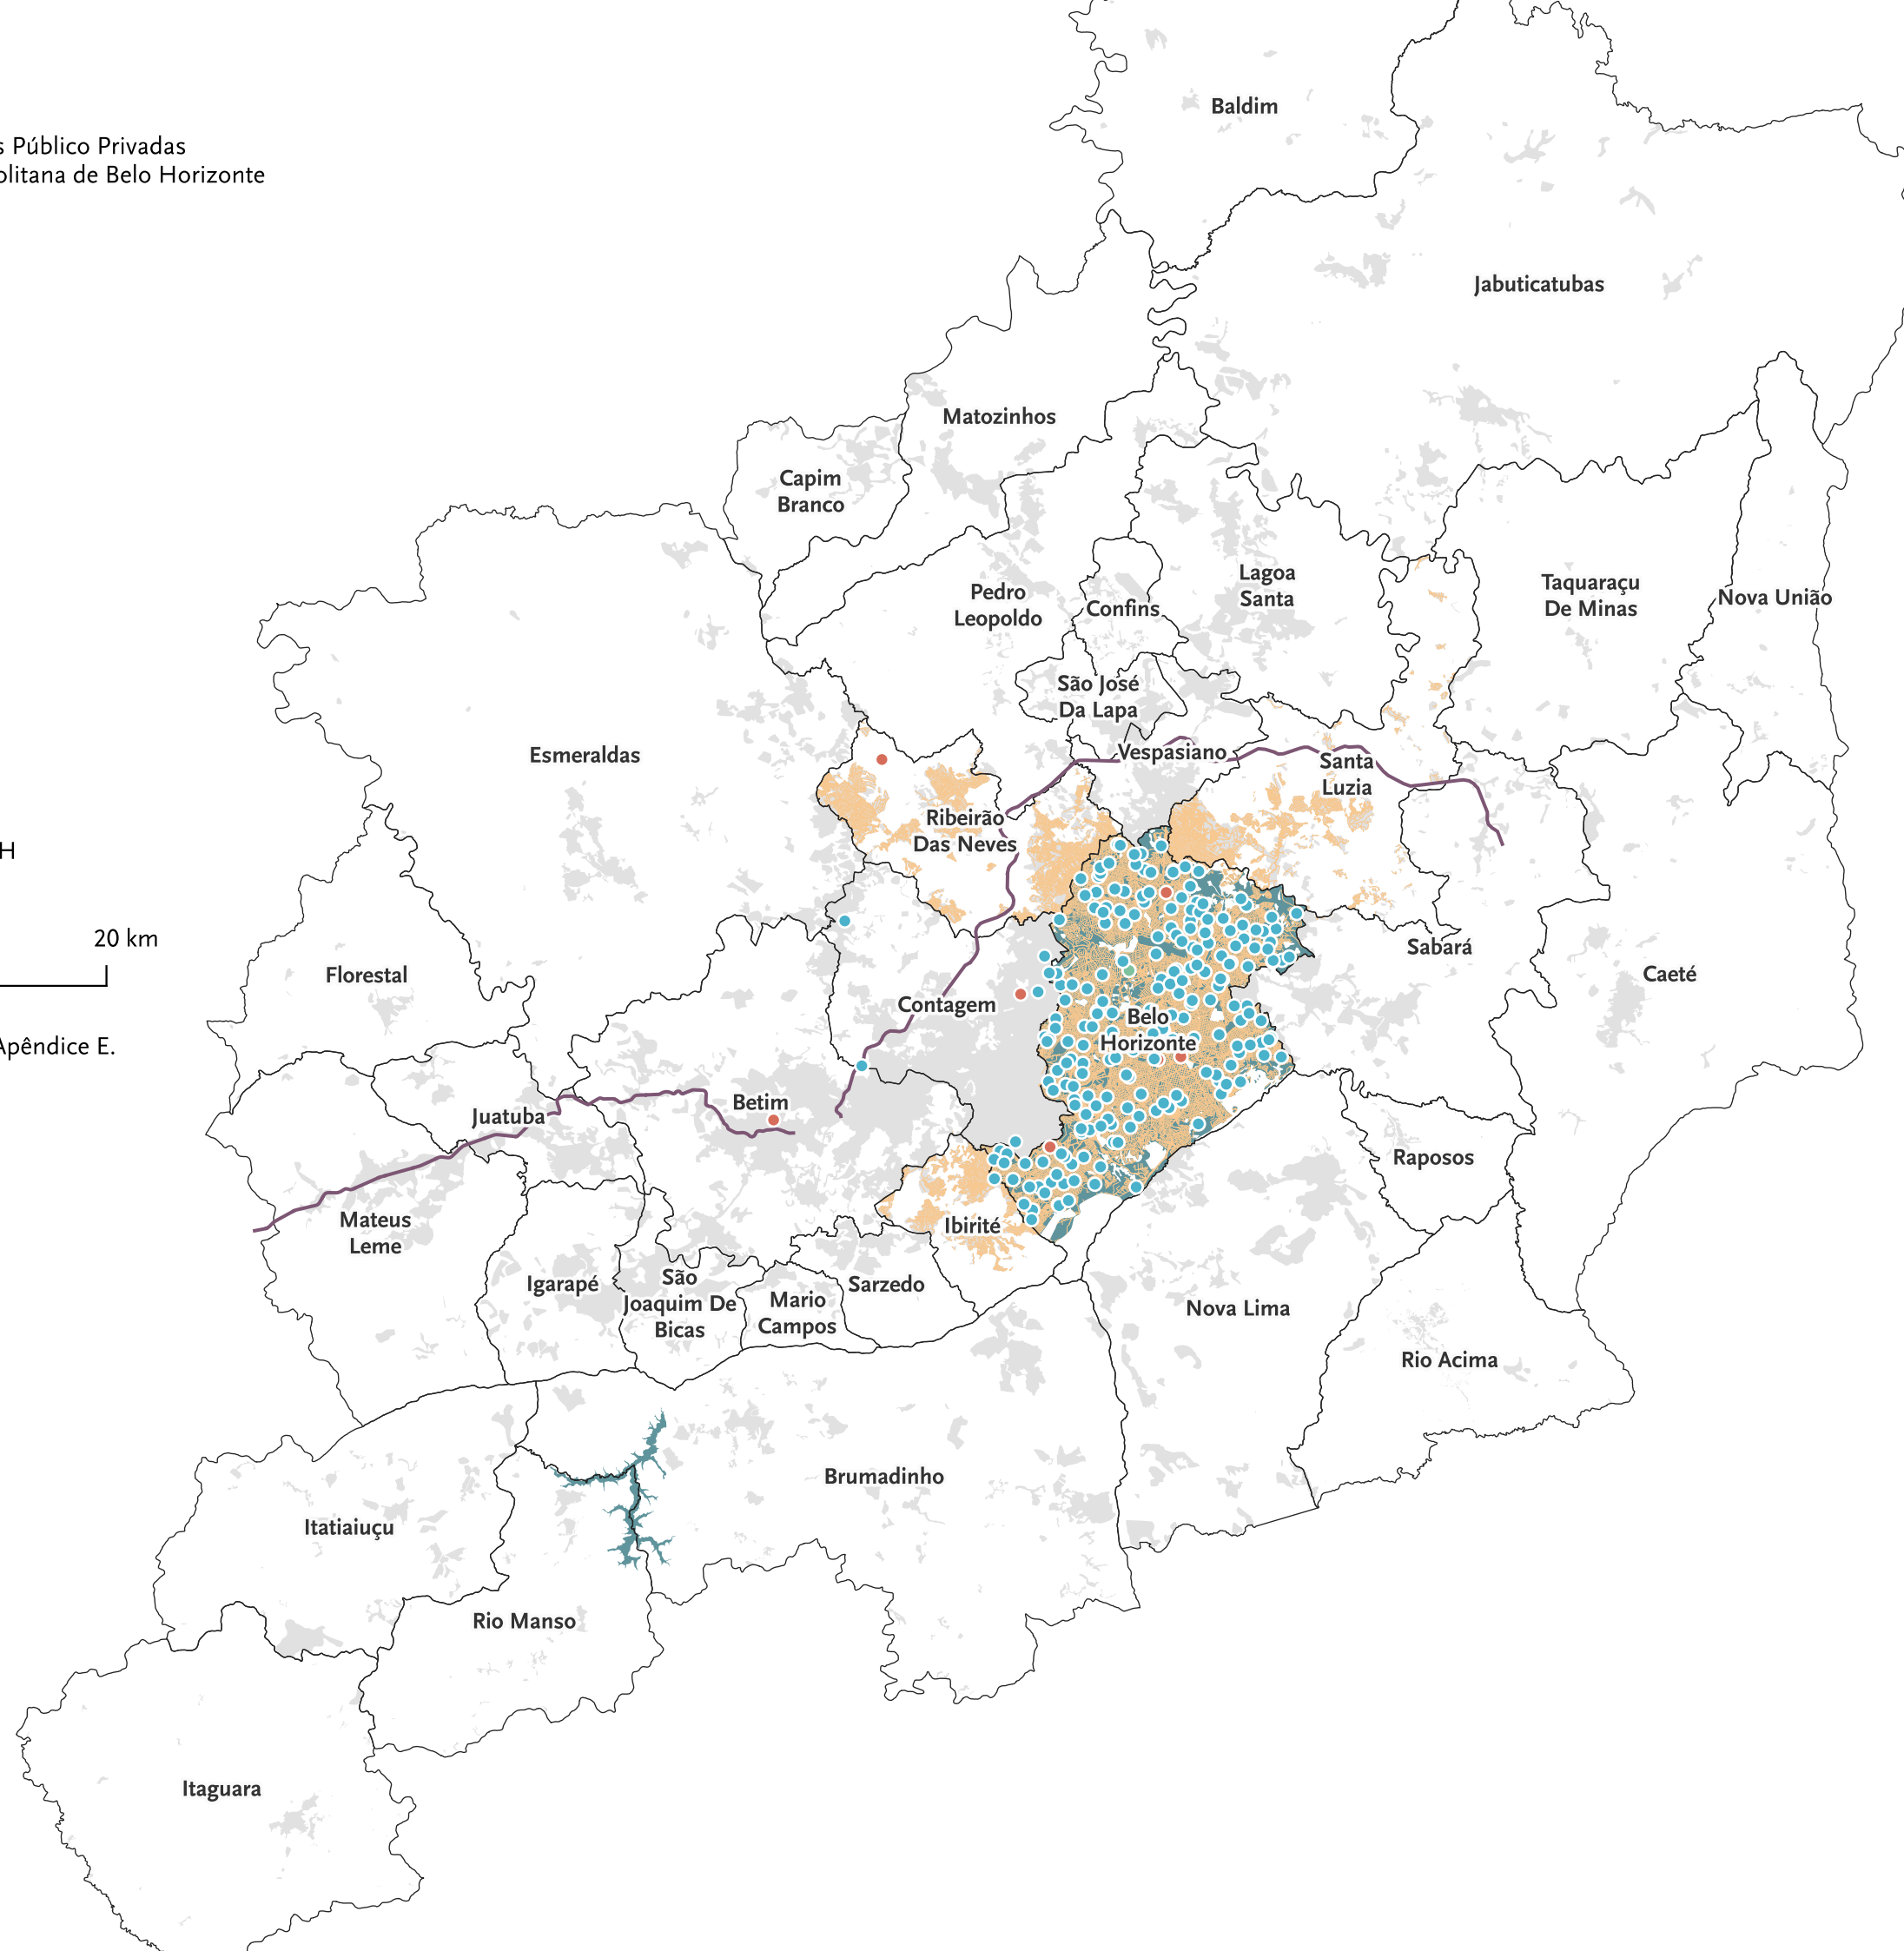 s Público Privadas
olitana de Belo Horizonte
Baldim
Jabuticatubas
Matozinhos
Capim
Branco
Pedro
Leopoldo
Confins
Lagoa
Santa
Taquaraçu
De Minas
Nova União
São José
Da Lapa
Esmeraldas
Vespasiano
Santa
Luzia
Ribeirão
Das Neves
H
20 km
Sabará
Caeté
Florestal
Contagem
Belo
Horizonte
Apêndice E.
Betim
Juatuba
Raposos
Mateus
Leme
Ibirité
Igarapé
São
Joaquim De
Bicas
Mario
Campos
Sarzedo
Nova Lima
Rio Acima
Brumadinho
Itatiaiuçu
Rio Manso
Itaguara